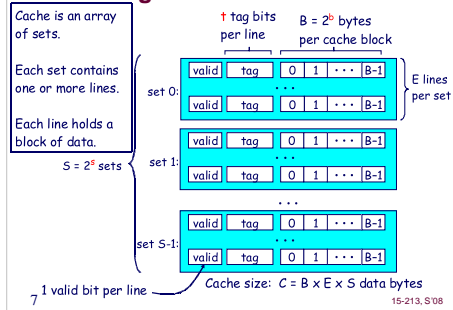 Cache is an array
of sets.
Each set contains
one or more lines.
Each line holds a
block of data.
† tag bits
per line
B = 2^b bytes
per cache block
E lines
per set
S = 2^s sets
set 0:
valid tag 0 1 • • • B–1
• • •
valid tag 0 1 • • • B–1
set 1:
valid tag 0 1 • • • B–1
• • •
valid tag 0 1 • • • B–1
• • •
set S-1:
valid tag 0 1 • • • B–1
• • •
valid tag 0 1 • • • B–1
1 valid bit per line
Cache size: C = B x E x S data bytes
7
15-213, S'08